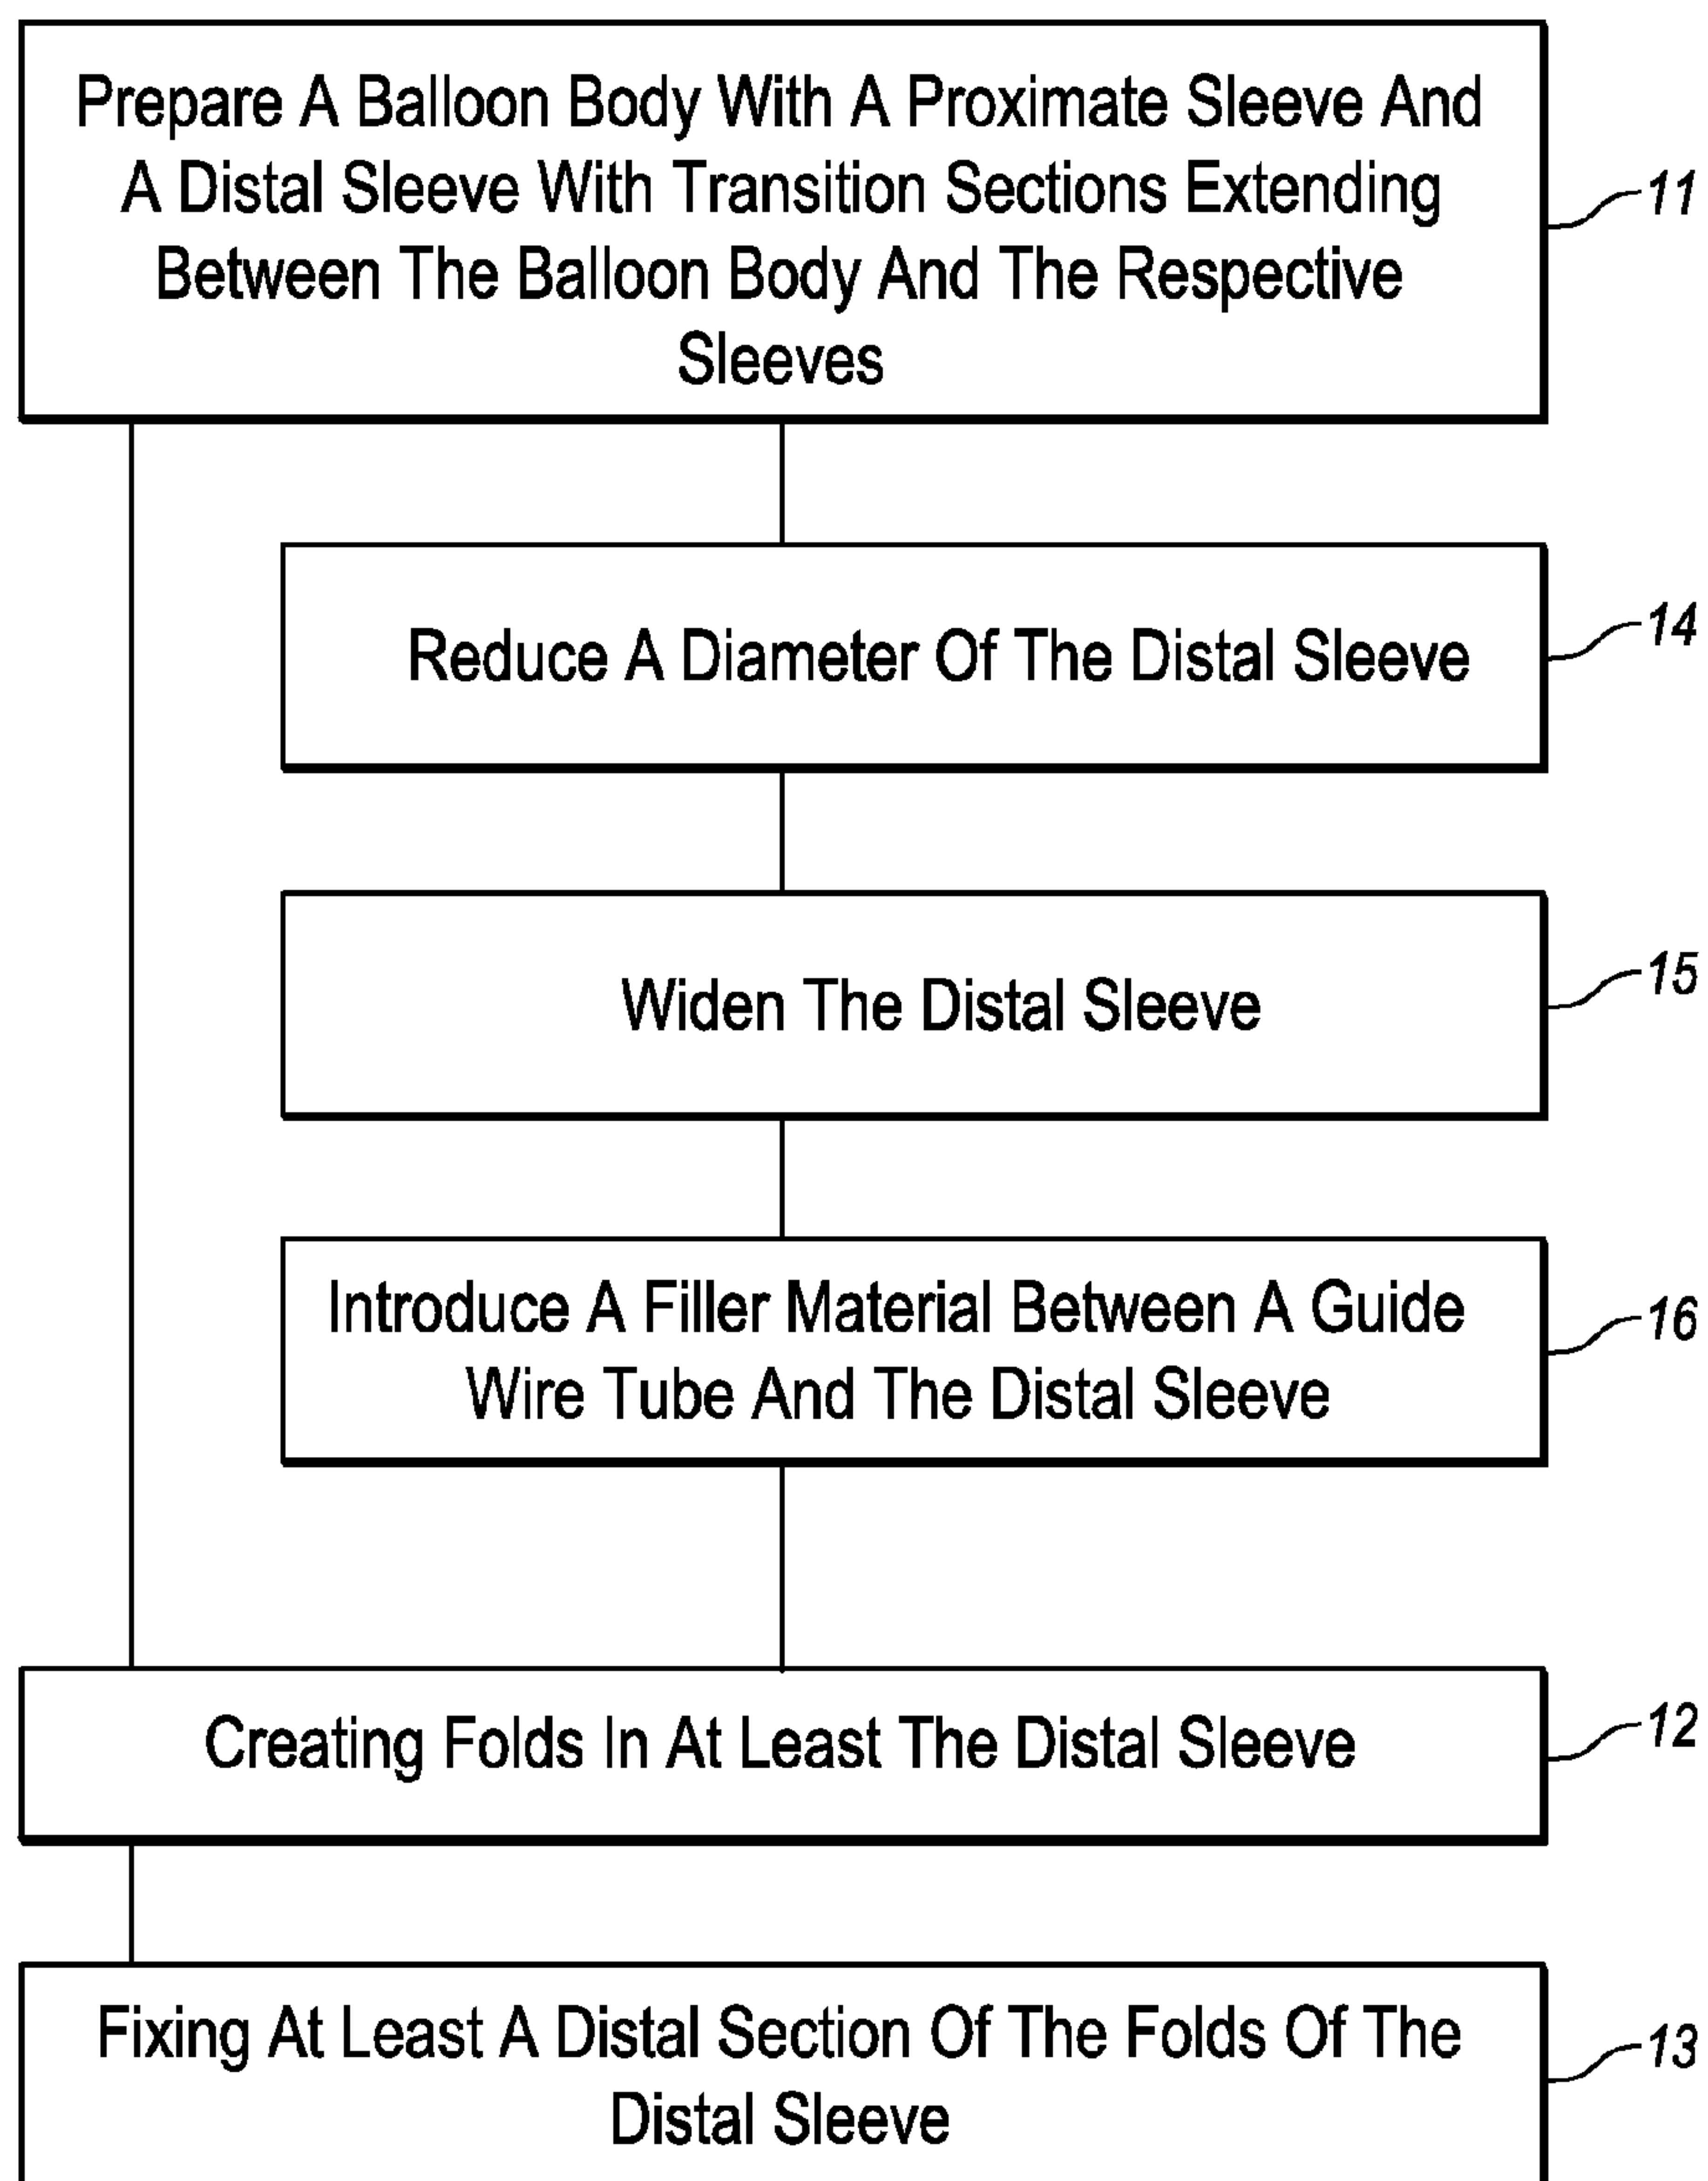 Prepare A Balloon Body With A Proximate Sleeve And
A Distal Sleeve With Transition Sections Extending
Between The Balloon Body And The Respective
Sleeves
11
Reduce A Diameter Of The Distal Sleeve
14
Widen The Distal Sleeve
15
Introduce A Filler Material Between A Guide
Wire Tube And The Distal Sleeve
16
Creating Folds In At Least The Distal Sleeve
12
Fixing At Least A Distal Section Of The Folds Of The
Distal Sleeve
13